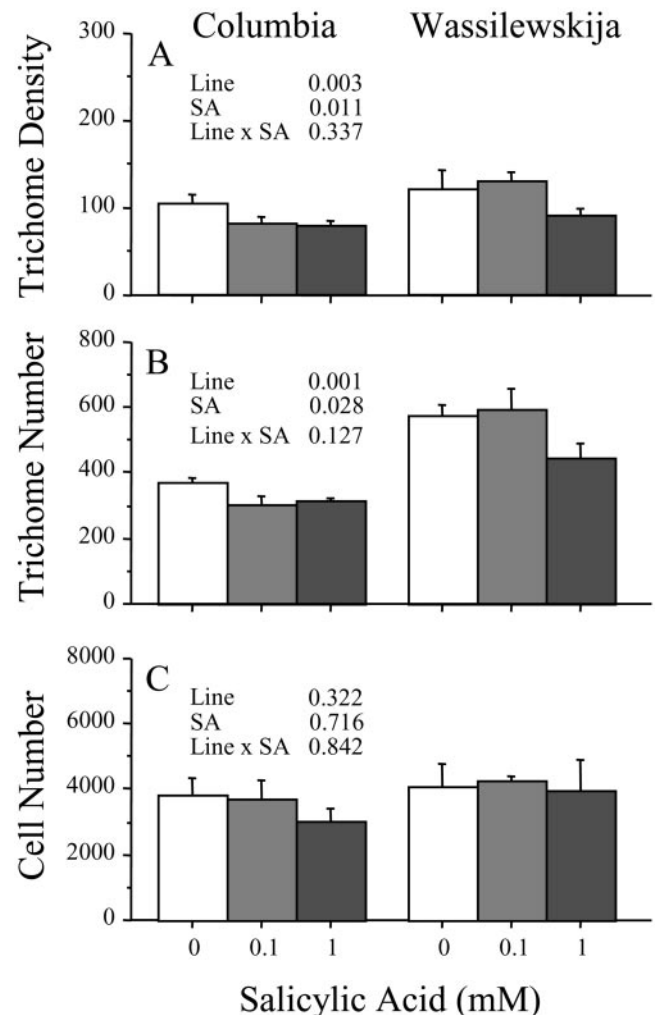 Columbia Wassilewskija
A
Trichome Density
300
200
100
0
Line 0.003
SA 0.011
Line x SA 0.337
B
Trichome Number
800
600
400
200
0
Line 0.001
SA 0.028
Line x SA 0.127
C
Cell Number
8000
6000
4000
2000
0
Line 0.322
SA 0.716
Line x SA 0.842
0 0.1 1 0 0.1 1
Salicylic Acid (mM)